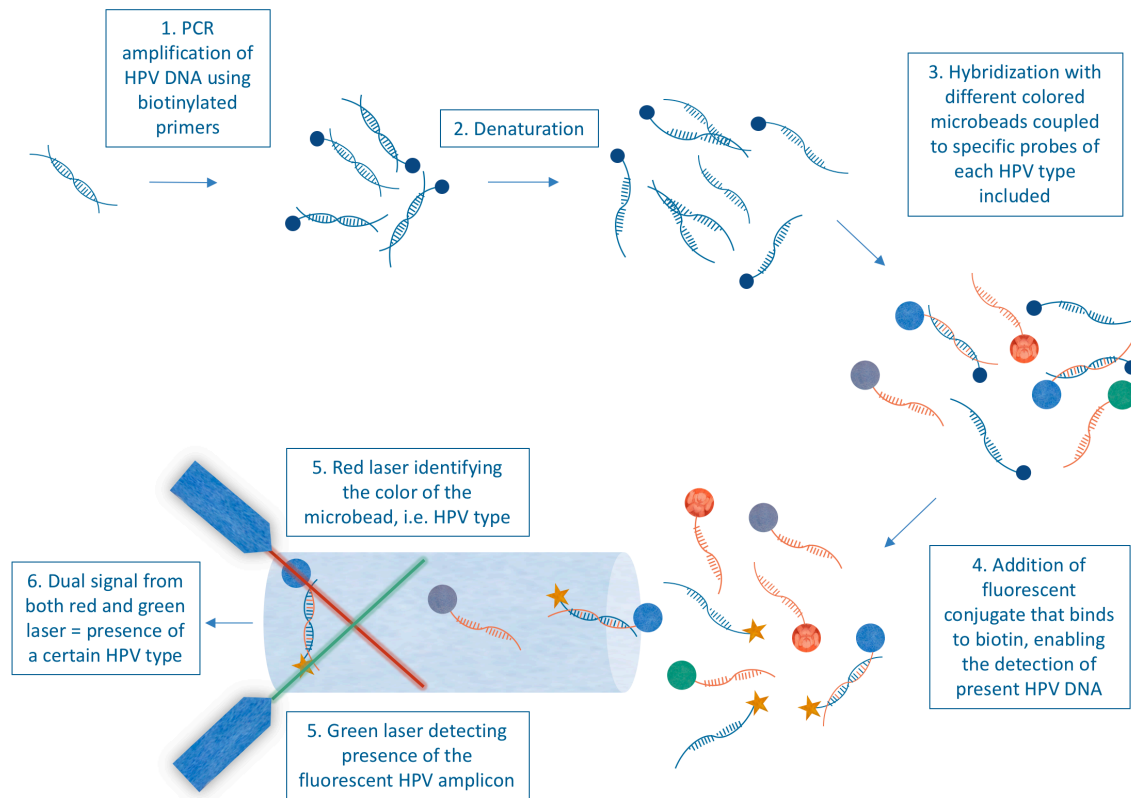 1. PCR
amplification of
HPV DNA using
biotinylated
primers
2. Denaturation
3. Hybridization with
different colored
microbeads coupled
to specific probes of
each HPV type
included
4. Addition of
fluorescent
conjugate that binds
to biotin, enabling
the detection of
present HPV DNA
5. Red laser identifying
the color of the
microbead, i.e. HPV type
5. Green laser detecting
presence of the
fluorescent HPV amplicon
6. Dual signal from
both red and green
laser = presence of
a certain HPV type